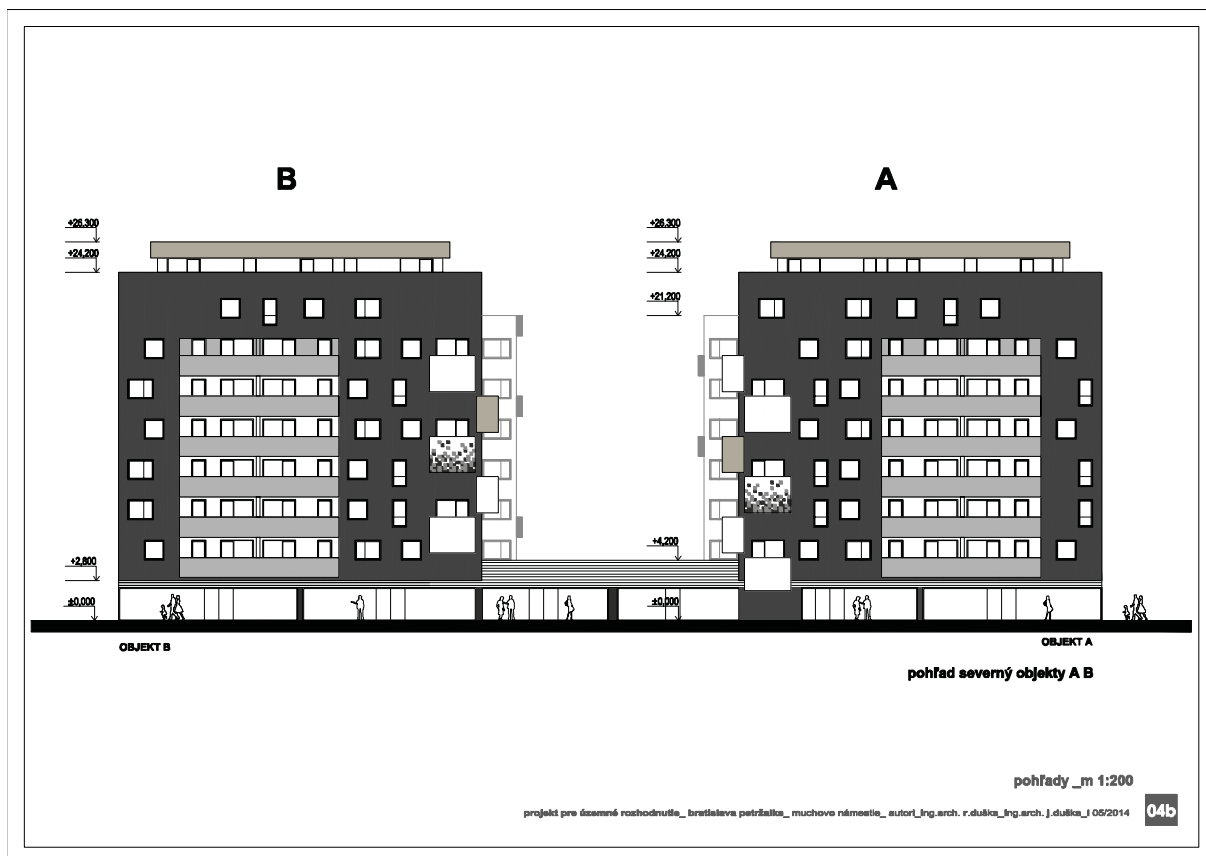 B
A
+26,300
+24,200
+26,300
+24,200
+21,200
+2,800
±0,000
+4,200
±0,000
OBJEKT B
OBJEKT A
pohľad severný objekty A B
pohľady _m 1:200
projekt pre územné rozhodnutie_ bratislava petržalka_ muchovo námestie_ autori_ing.arch. r.duška_ing.arch. j.duška_I 05/2014
04b